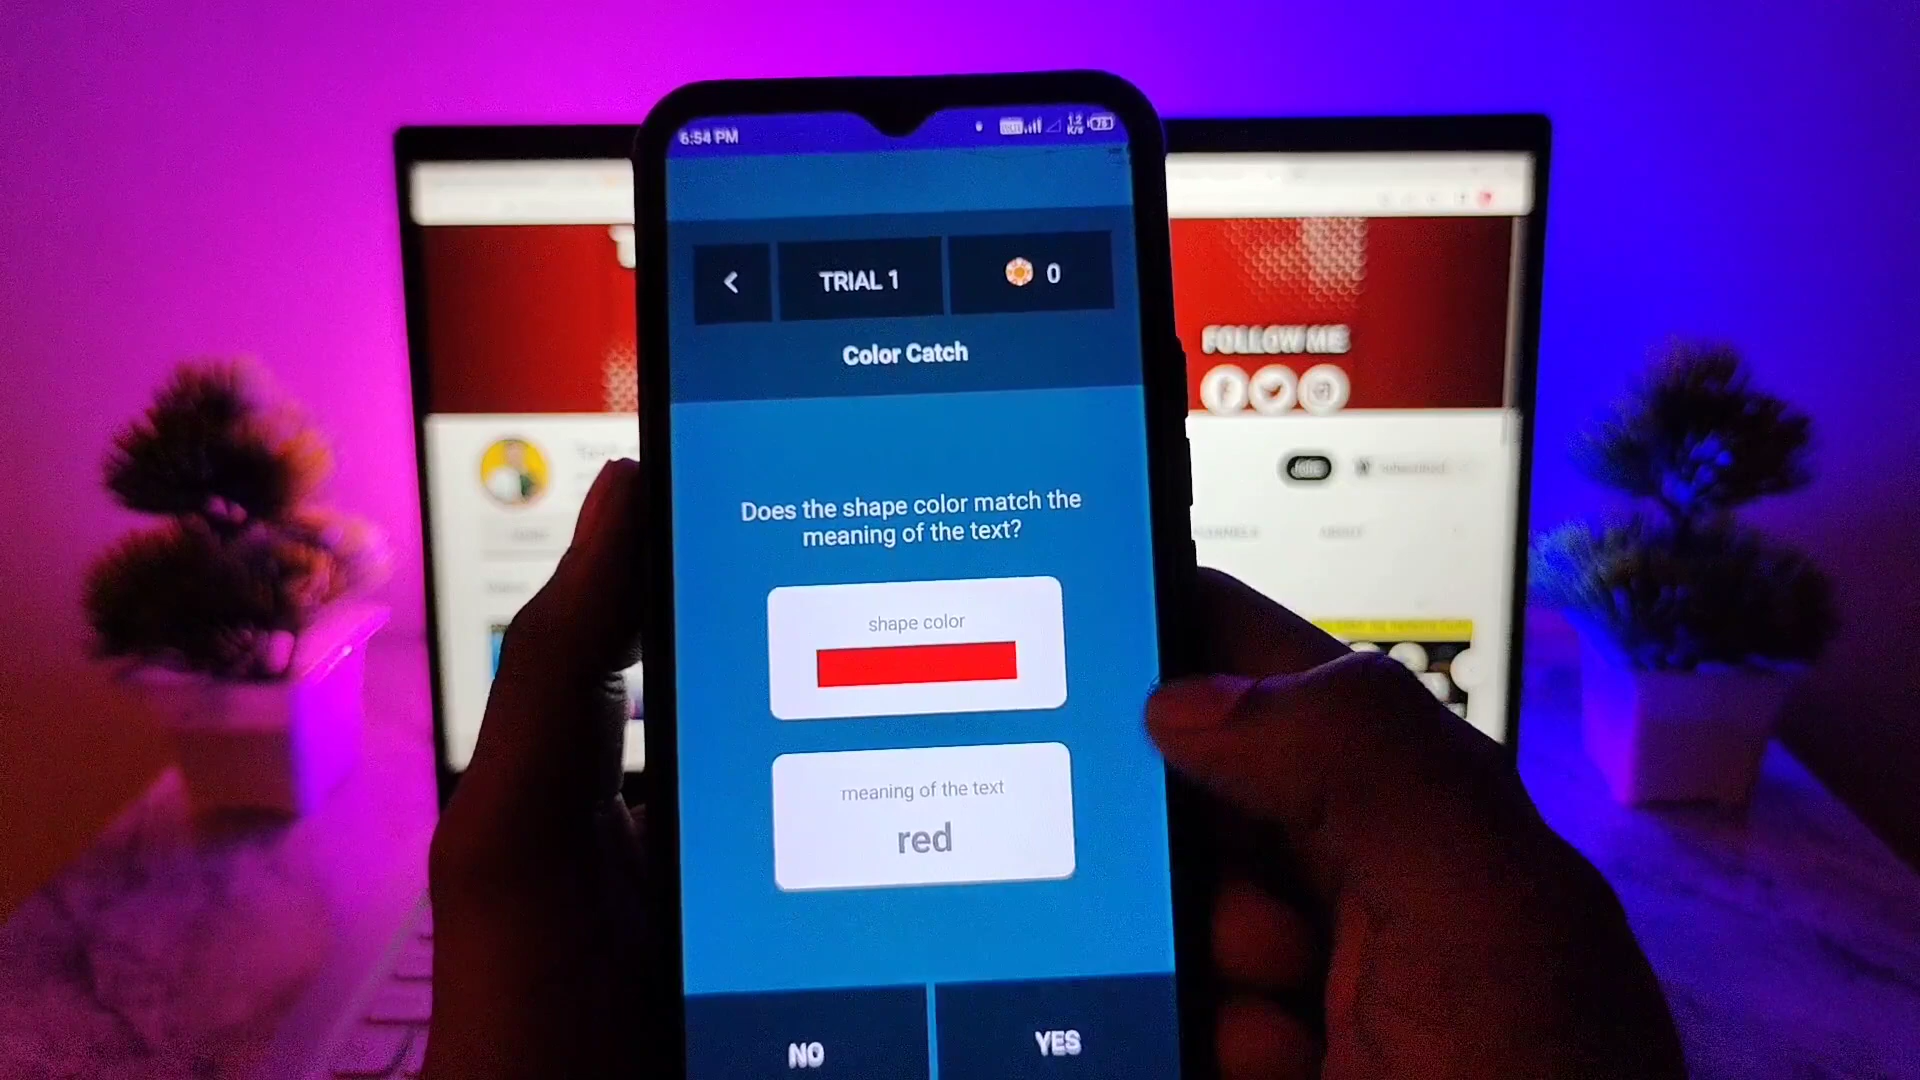 6:54 PM
TRIAL 1
0
Color Catch
Does the shape color match the
meaning of the text?
shape color
meaning of the text
red
NO
YES
FOLLOW ME
ABOUT